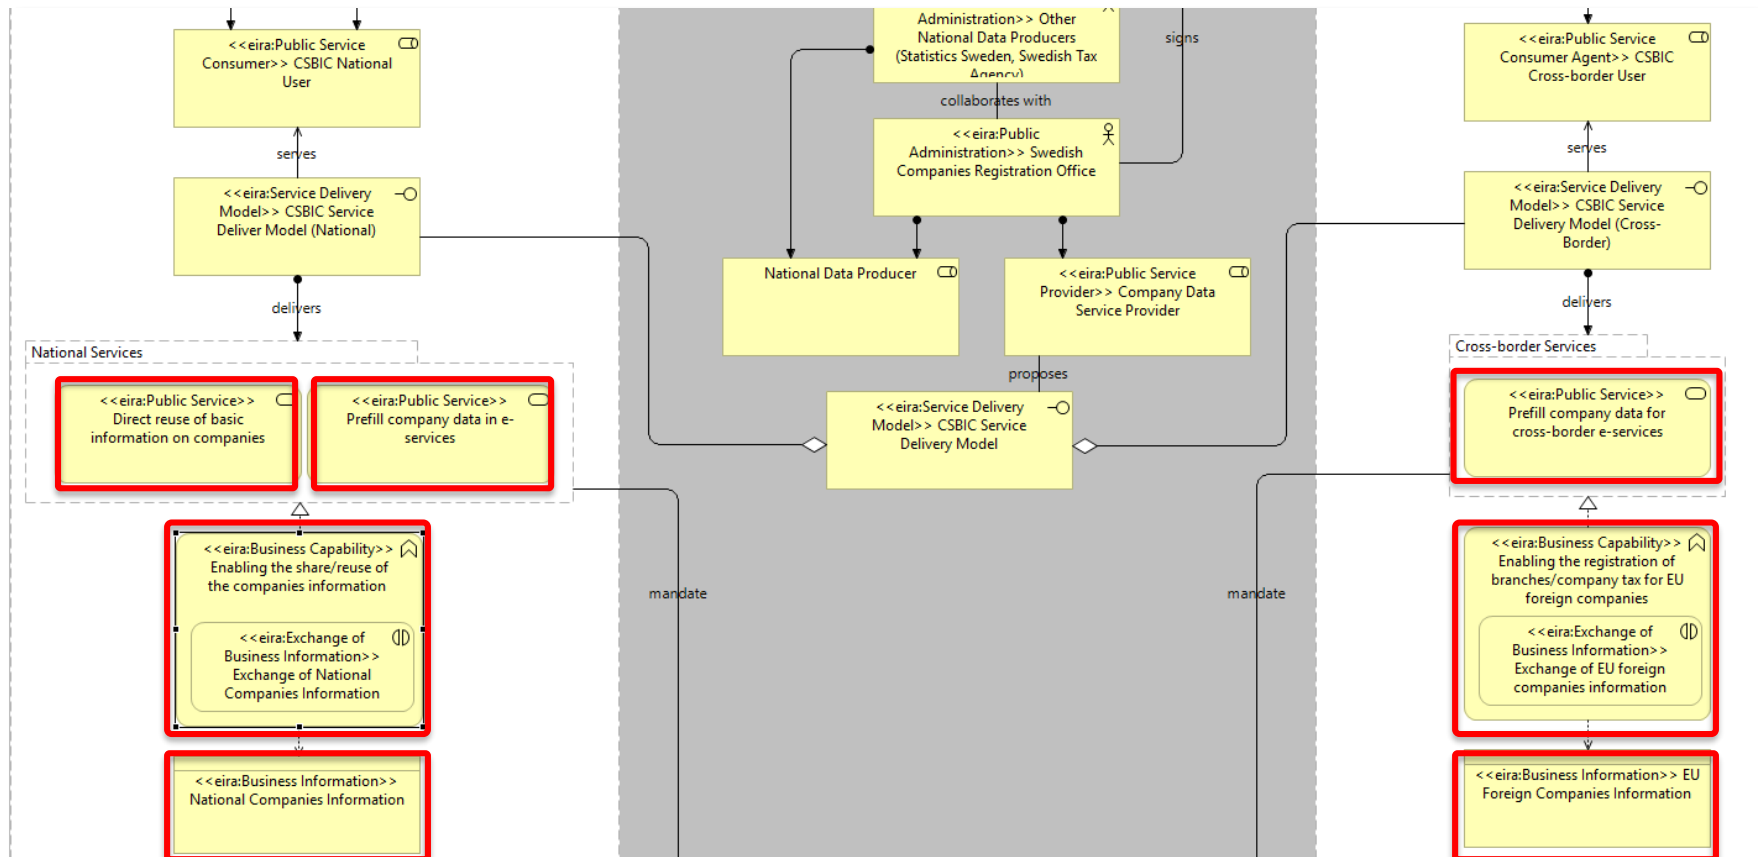 <<eira:Public Service
Consumer>> CSBIC National
User
serves
<<eira:Service Delivery
Model>> CSBIC Service
Deliver Model (National)
delivers
National Services
<<eira:Public Service>>
Direct reuse of basic
information on companies
<<eira:Public Service>>
Prefill company data in e-
services
<<eira:Business Capability>>
Enabling the share/reuse of
the companies information
<<eira:Exchange of
Business Information>>
Exchange of National
Companies Information
<<eira:Business Information>>
National Companies Information
mandate
Administration>> Other
National Data Producers
(Statistics Sweden, Swedish Tax
Agency)
signs
collaborates with
<<eira:Public
Administration>> Swedish
Companies Registration Office
National Data Producer
<<eira:Public Service
Provider>> Company Data
Service Provider
proposes
<<eira:Service Delivery
Model>> CSBIC Service
Delivery Model
mandate
<<eira:Public Service
Consumer Agent>> CSBIC
Cross-border User
serves
<<eira:Service Delivery
Model>> CSBIC Service
Delivery Model (Cross-
Border)
delivers
Cross-border Services
<<eira:Public Service>>
Prefill company data for
cross-border e-services
<<eira:Business Capability>>
Enabling the registration of
branches/company tax for EU
foreign companies
<<eira:Exchange of
Business Information>>
Exchange of EU foreign
companies information
<<eira:Business Information>> EU
Foreign Companies Information